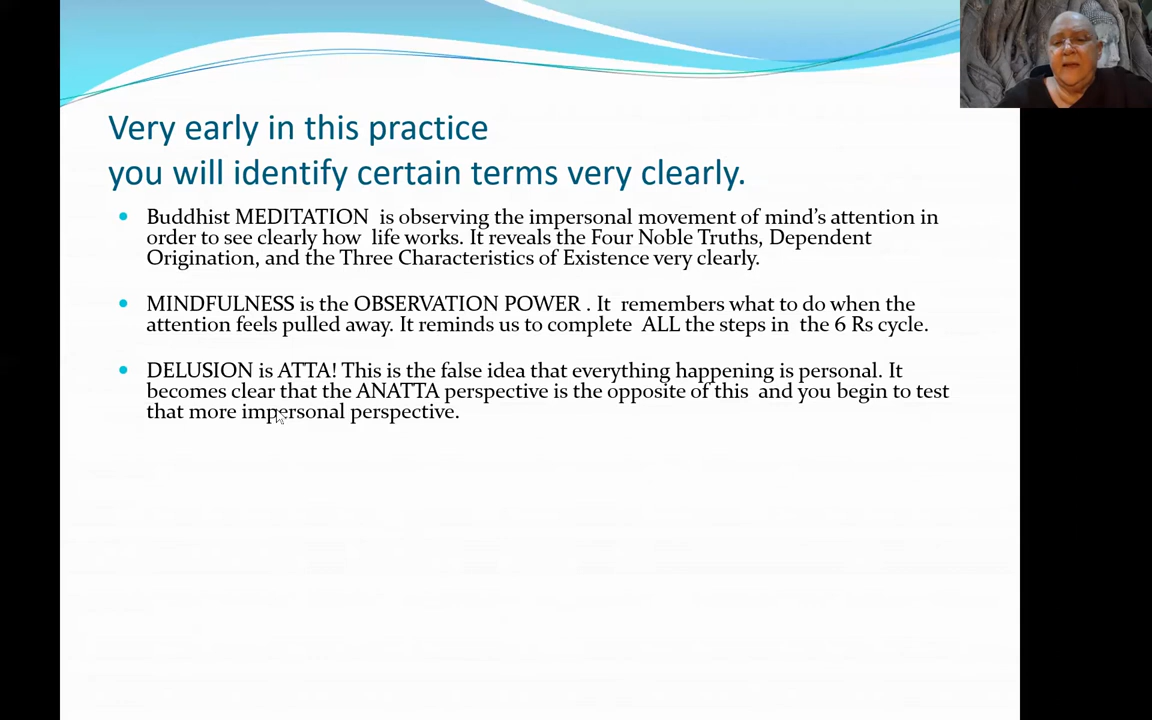 Very early in this practice
you will identify certain terms very clearly.
Buddhist MEDITATION is observing the impersonal movement of mind's attention in
order to see clearly how life works. It reveals the Four Noble Truths, Dependent
Origination, and the Three Characteristics of Existence very clearly.
MINDFULNESS is the OBSERVATION POWER . It remembers what to do when the
attention feels pulled away. It reminds us to complete ALL the steps in the 6 Rs cycle.
DELUSION is ATTA! This is the false idea that everything happening is personal. It
becomes clear that the ANATTA perspective is the opposite of this and you begin to test
that more impersonal perspective.